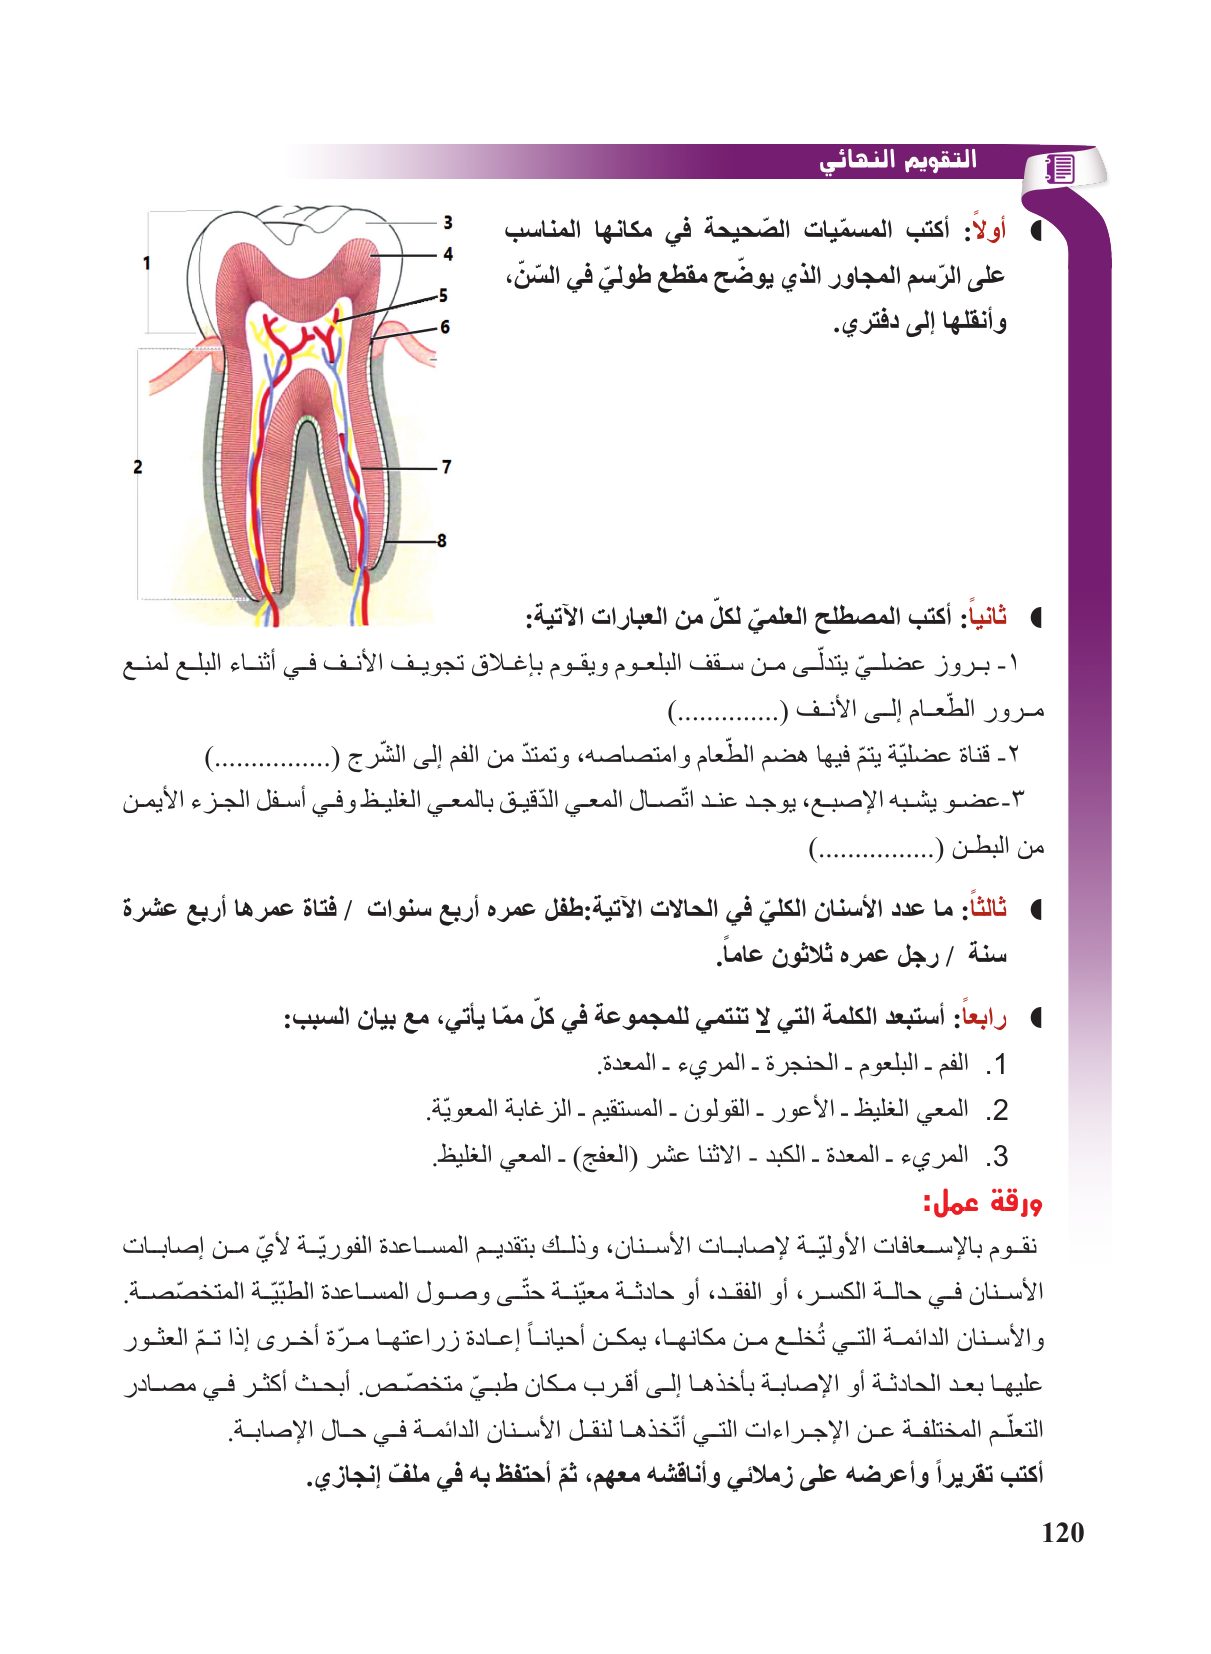 التقويم النهائي
أولاً: أكتب المسمّيات الصّحيحة في مكانها المناسب
على الرّسم المجاور الذي يوضّح مقطع طوليّ في السّنّ،
وأنقلها إلى دفتري.
1
2
3
4
5
6
7
8
ثانياً: أكتب المصطلح العلميّ لكلّ من العبارات الآتية:
١- بروز عضليّ يتدلّى من سقف البلعوم ويقوم بإغلاق تجويف الأنف في أثناء البلع لمنع
مرور الطّعام إلى الأنف (..............)
٢- قناة عضليّة يتمّ فيها هضم الطّعام وامتصاصه، وتمتدّ من الفم إلى الشّرج (................)
٣-عضو يشبه الإصبع، يوجد عند اتّصال المعي الدّقيق بالمعي الغليظ وفي أسفل الجزء الأيمن
من البطن (................)
ثالثاً: ما عدد الأسنان الكليّ في الحالات الآتية:طفل عمره أربع سنوات / فتاة عمرها أربع عشرة
سنة / رجل عمره ثلاثون عاماً.
رابعاً: أستبعد الكلمة التي لا تنتمي للمجموعة في كلّ ممّا يأتي، مع بيان السبب:
1. الفم ـ البلعوم ـ الحنجرة ـ المريء ـ المعدة.
2. المعي الغليظ ـ الأعور ـ القولون ـ المستقيم ـ الزغابة المعويّة.
3. المريء ـ المعدة ـ الكبد - الاثنا عشر (العفج) ـ المعي الغليظ.
ورقة عمل:
نقوم بالإسعافات الأوليّة لإصابات الأسنان، وذلك بتقديم المساعدة الفوريّة لأيّ من إصابات
الأسنان في حالة الكسر، أو الفقد، أو حادثة معيّنة حتّى وصول المساعدة الطبّيّة المتخصّصة.
والأسنان الدائمة التي تُخلع من مكانها، يمكن أحياناً إعادة زراعتها مرّة أخرى إذا تمّ العثور
عليها بعد الحادثة أو الإصابة بأخذها إلى أقرب مكان طبيّ متخصّص. أبحث أكثر في مصادر
التعلّم المختلفة عن الإجراءات التي أتّخذها لنقل الأسنان الدائمة في حال الإصابة.
أكتب تقريراً وأعرضه على زملائي وأناقشه معهم، ثمّ أحتفظ به في ملفّ إنجازي.
120